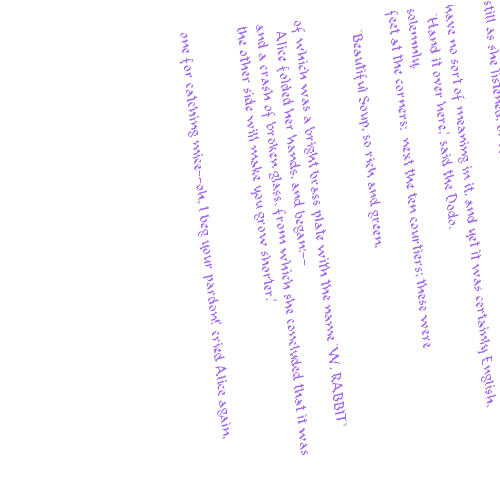 still as she listened, or
have no sort of meaning in it, and yet it was certainly English.
'Hand it over here,' said the Dodo.
solemnly.
feet at the corners: next the ten courtiers; these were
'Beautiful Soup, so rich and green,
of which was a bright brass plate with the name 'W. RABBIT'
Alice folded her hands, and began:--
and a crash of broken glass, from which she concluded that it was
the other side will make you grow shorter.'
one for catching mice--oh, I beg your pardon!' cried Alice again,